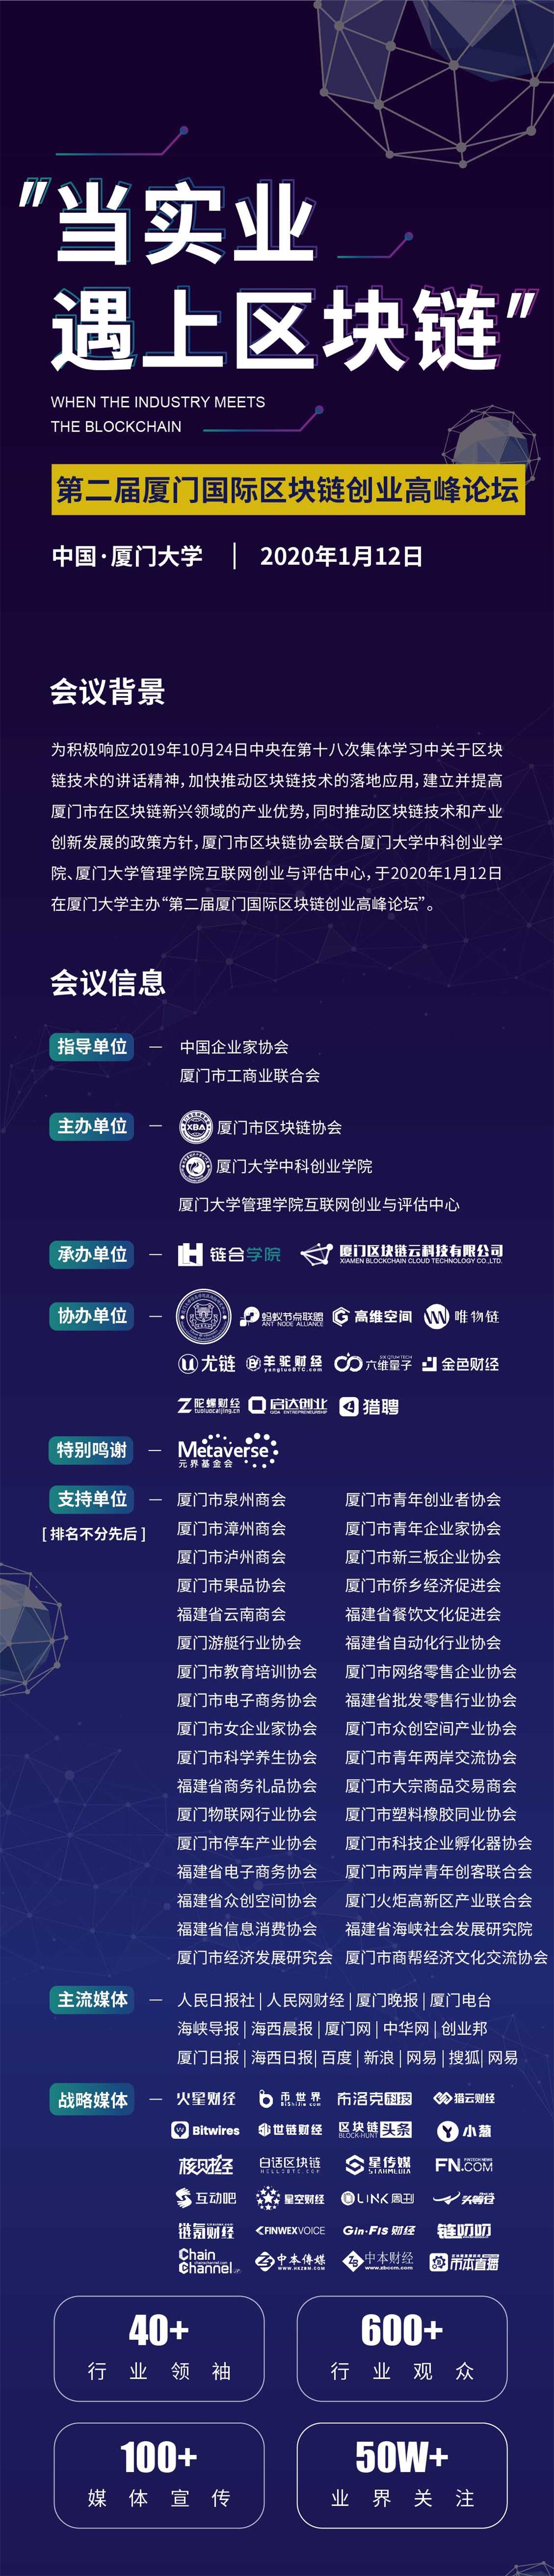 "当实业
遇上区块链"
WHEN THE INDUSTRY MEETS
THE BLOCKCHAIN
第二届厦门国际区块链创业高峰论坛
中国·厦门大学 | 2020年1月12日
会议背景
为积极响应2019年10月24日中央在第十八次集体学习中关于区块
链技术的讲话精神，加快推动区块链技术的落地应用，建立并提高
厦门市在区块链新兴领域的产业优势，同时推动区块链技术和产业
创新发展的政策方针，厦门市区块链协会联合厦门大学中科创业学
院、厦门大学管理学院互联网创业与评估中心，于2020年1月12日
在厦门大学主办“第二届厦门国际区块链创业高峰论坛”。
会议信息
指导单位 — 中国企业家协会
厦门市工商业联合会
主办单位 — XBA 厦门市区块链协会
厦门大学中科创业学院
厦门大学管理学院互联网创业与评估中心
承办单位 — 链合学院 厦门区块链云科技有限公司
XIAMEN BLOCKCHAIN CLOUD TECHNOLOGY CO.,LTD.
协办单位 — 蚂蚁节点联盟 高维空间 唯物链
ANT NODE ALLIANCE
尤链 羊驼财经 六维量子 金色财经
yangtuoBTC.com
陀螺财经 启达创业 猎聘
tuoluocaijing.cn QIDA ENTREPRENEURSHIP
特别鸣谢 — Metaverse
元界基金会
支持单位 — 厦门市泉州商会 厦门市青年创业者协会
[排名不分先后] 厦门市漳州商会 厦门市青年企业家协会
厦门市泸州商会 厦门市新三板企业协会
厦门市果品协会 厦门市侨乡经济促进会
福建省云南商会 福建省餐饮文化促进会
厦门游艇行业协会 福建省自动化行业协会
厦门市教育培训协会 厦门市网络零售企业协会
厦门市电子商务协会 福建省批发零售行业协会
厦门市女企业家协会 厦门市众创空间产业协会
厦门市科学养生协会 厦门市青年两岸交流协会
福建省商务礼品协会 厦门市大宗商品交易商会
厦门物联网行业协会 厦门市塑料橡胶同业协会
厦门市停车产业协会 厦门市科技企业孵化器协会
福建省电子商务协会 厦门市两岸青年创客联合会
福建省众创空间协会 厦门火炬高新区产业联合会
福建省信息消费协会 福建省海峡社会发展研究院
厦门市经济发展研究会 厦门市商帮经济文化交流协会
主流媒体 — 人民日报社 | 人民网财经 | 厦门晚报 | 厦门电台
海峡导报 | 海西晨报 | 厦门网 | 中华网 | 创业邦
厦门日报 | 海西日报 | 百度 | 新浪 | 网易 | 搜狐 | 网易
战略媒体 — 火星财经 币世界 布洛克科技 猎云财经
BiShiJie.com
Bitwires 世链财经 区块链头条 小葱
BLOCK-HUNT
核财经 白话区块链 星传媒 FN.COM
HELLOBTC.COM STARMEDIA
互动吧 星空财经 LINK周刊 头等仓
链氪财经 FINWEXVOICE Gin-Fis 财经 链叨叨
Chain Channel 中本传媒 中本财经 币本直播
www.zbccm.com
40+ 600+
行业领袖 行业观众
100+ 50W+
媒体宣传 业界关注